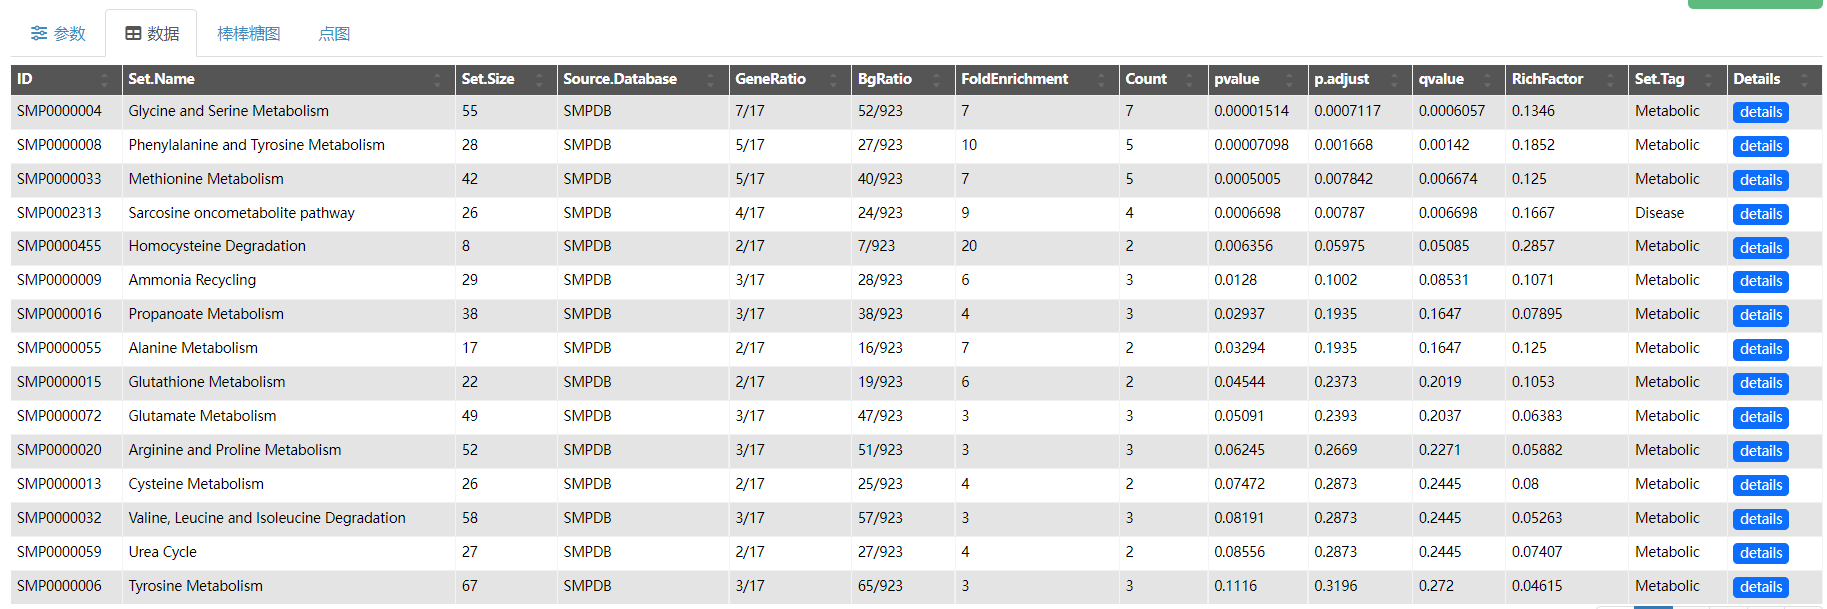 参数 数据 棒棒糖图 点图
ID Set.Name Set.Size Source.Database GeneRatio BgRatio FoldEnrichment Count pvalue p.adjust qvalue RichFactor Set.Tag Details
SMP0000004 Glycine and Serine Metabolism 55 SMPDB 7/17 52/923 7 7 0.00001514 0.0007117 0.0006057 0.1346 Metabolic details
SMP0000008 Phenylalanine and Tyrosine Metabolism 28 SMPDB 5/17 27/923 10 5 0.00007098 0.001668 0.00142 0.1852 Metabolic details
SMP0000033 Methionine Metabolism 42 SMPDB 5/17 40/923 7 5 0.0005005 0.007842 0.006674 0.125 Metabolic details
SMP0002313 Sarcosine oncometabolite pathway 26 SMPDB 4/17 24/923 9 4 0.0006698 0.00787 0.006698 0.1667 Disease details
SMP0000455 Homocysteine Degradation 8 SMPDB 2/17 7/923 20 2 0.006356 0.05975 0.05085 0.2857 Metabolic details
SMP0000009 Ammonia Recycling 29 SMPDB 3/17 28/923 6 3 0.0128 0.1002 0.08531 0.1071 Metabolic details
SMP0000016 Propanoate Metabolism 38 SMPDB 3/17 38/923 4 3 0.02937 0.1935 0.1647 0.07895 Metabolic details
SMP0000055 Alanine Metabolism 17 SMPDB 2/17 16/923 7 2 0.03294 0.1935 0.1647 0.125 Metabolic details
SMP0000015 Glutathione Metabolism 22 SMPDB 2/17 19/923 6 2 0.04544 0.2373 0.2019 0.1053 Metabolic details
SMP0000072 Glutamate Metabolism 49 SMPDB 3/17 47/923 3 3 0.05091 0.2393 0.2037 0.06383 Metabolic details
SMP0000020 Arginine and Proline Metabolism 52 SMPDB 3/17 51/923 3 3 0.06245 0.2669 0.2271 0.05882 Metabolic details
SMP0000013 Cysteine Metabolism 26 SMPDB 2/17 25/923 4 2 0.07472 0.2873 0.2445 0.08 Metabolic details
SMP0000032 Valine, Leucine and Isoleucine Degradation 58 SMPDB 3/17 57/923 3 3 0.08191 0.2873 0.2445 0.05263 Metabolic details
SMP0000059 Urea Cycle 27 SMPDB 2/17 27/923 4 2 0.08556 0.2873 0.2445 0.07407 Metabolic details
SMP0000006 Tyrosine Metabolism 67 SMPDB 3/17 65/923 3 3 0.1116 0.3196 0.272 0.04615 Metabolic details